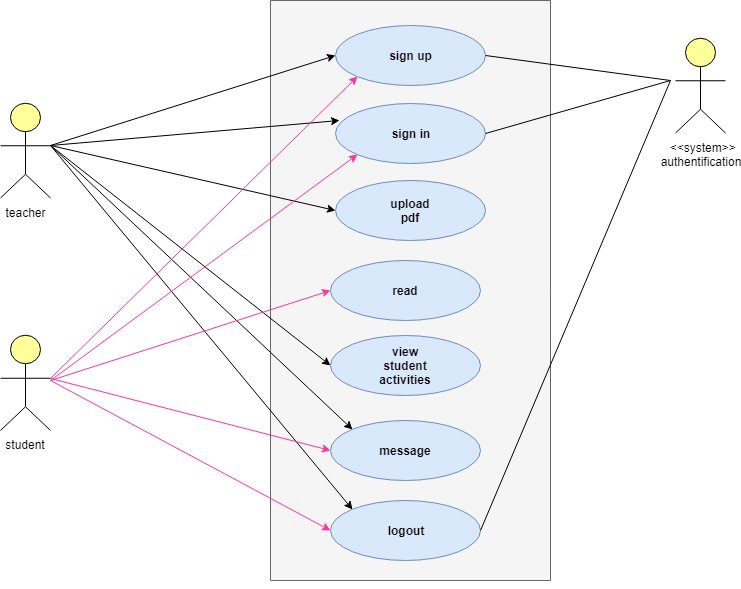 sign up
sign in
upload
pdf
read
view
student
activities
message
logout
teacher
student
<<system>>
authentification